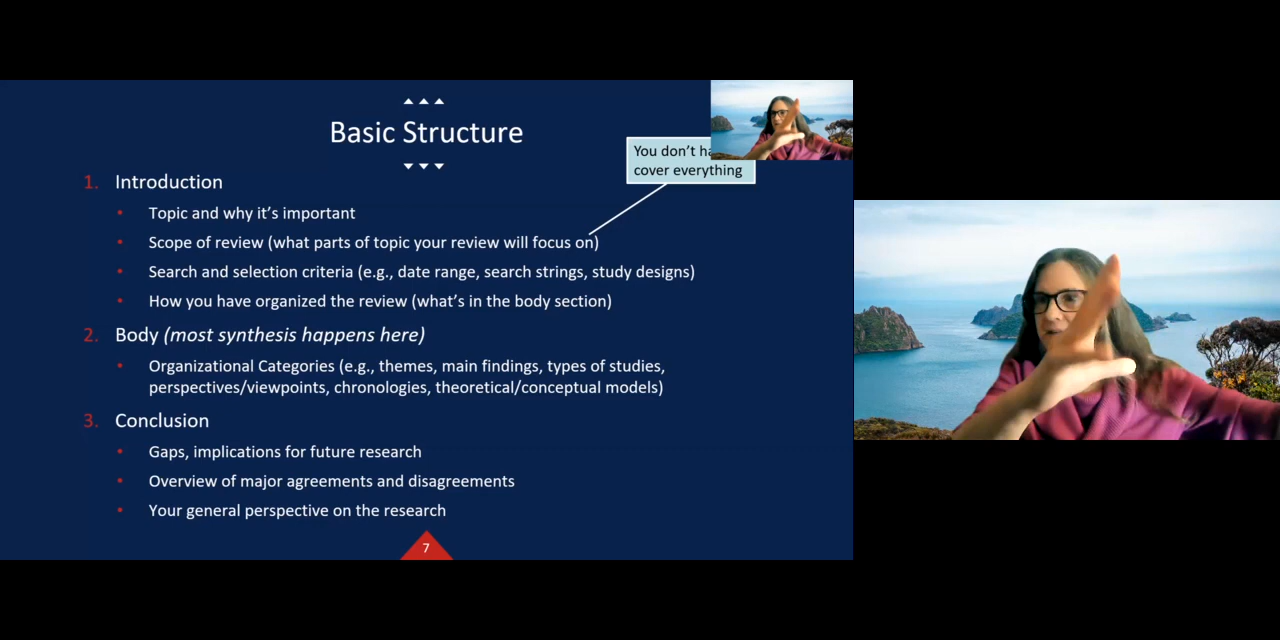 Basic Structure
You don't
cover everything
1. Introduction
• Topic and why it's important
• Scope of review (what parts of topic your review will focus on)
• Search and selection criteria (e.g., date range, search strings, study designs)
• How you have organized the review (what's in the body section)
2. Body (most synthesis happens here)
• Organizational Categories (e.g., themes, main findings, types of studies,
perspectives/viewpoints, chronologies, theoretical/conceptual models)
3. Conclusion
• Gaps, implications for future research
• Overview of major agreements and disagreements
• Your general perspective on the research
7